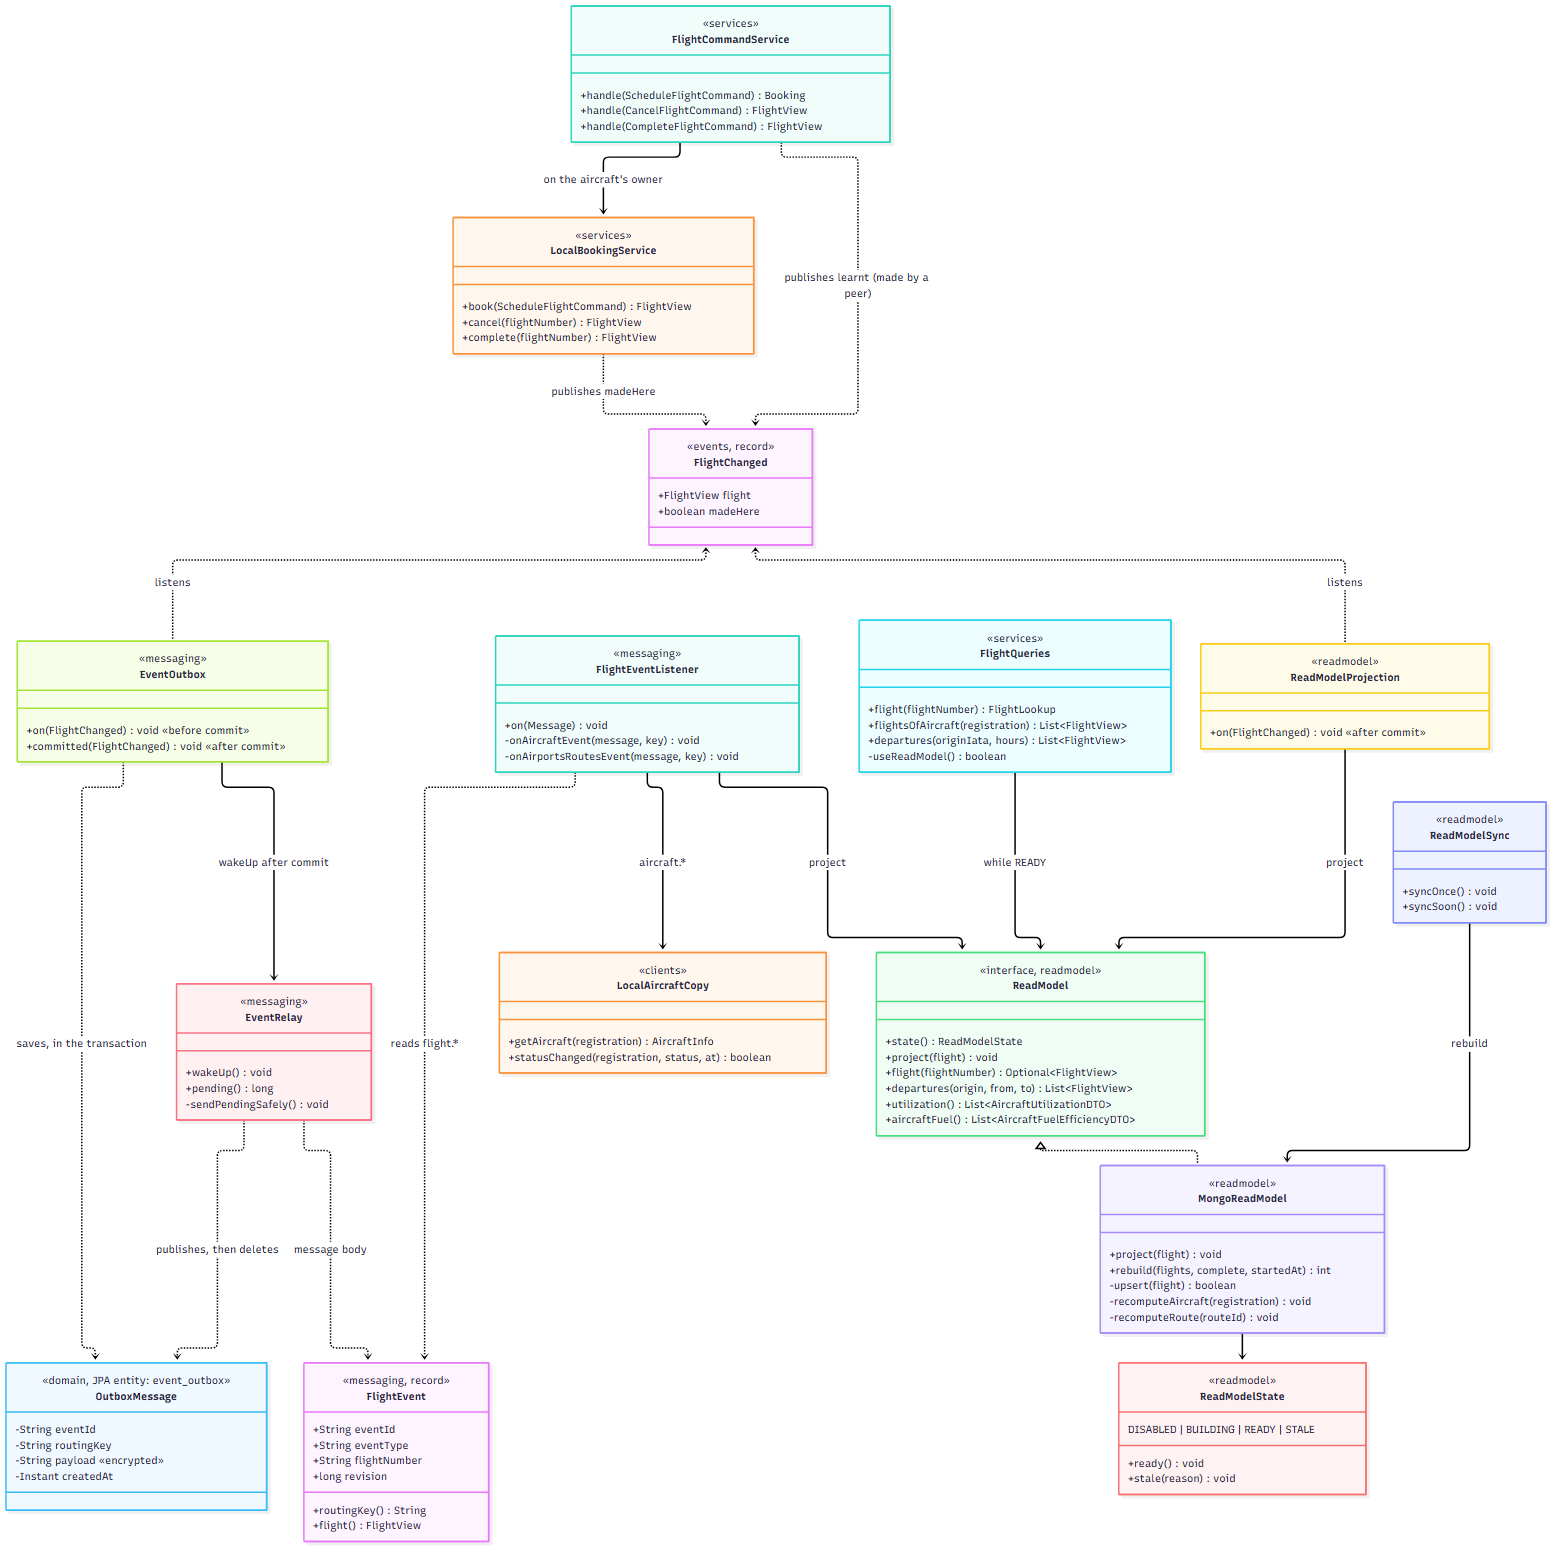 «services»
FlightCommandService
+handle(ScheduleFlightCommand) : Booking
+handle(CancelFlightCommand) : FlightView
+handle(CompleteFlightCommand) : FlightView
on the aircraft's owner
«services»
LocalBookingService
+book(ScheduleFlightCommand) : FlightView
+cancel(flightNumber) : FlightView
+complete(flightNumber) : FlightView
publishes learnt (made by a
peer)
publishes madeHere
«events, record»
FlightChanged
+FlightView flight
+boolean madeHere
listens
listens
«messaging»
EventOutbox
+on(FlightChanged) : void «before commit»
+committed(FlightChanged) : void «after commit»
«messaging»
FlightEventListener
+on(Message) : void
-onAircraftEvent(message, key) : void
-onAirportsRoutesEvent(message, key) : void
«services»
FlightQueries
+flight(flightNumber) : FlightLookup
+flightsOfAircraft(registration) : List<FlightView>
+departures(originIata, hours) : List<FlightView>
-useReadModel() : boolean
«readmodel»
ReadModelProjection
+on(FlightChanged) : void «after commit»
«readmodel»
ReadModelSync
+syncOnce() : void
+syncSoon() : void
wakeUp after commit
aircraft.*
project
while READY
project
«messaging»
EventRelay
+wakeUp() : void
+pending() : long
-sendPendingSafely() : void
«clients»
LocalAircraftCopy
+getAircraft(registration) : AircraftInfo
+statusChanged(registration, status, at) : boolean
«interface, readmodel»
ReadModel
+state() : ReadModelState
+project(flight) : void
+flight(flightNumber) : Optional<FlightView>
+departures(origin, from, to) : List<FlightView>
+utilization() : List<AircraftUtilizationDTO>
+aircraftFuel() : List<AircraftFuelEfficiencyDTO>
saves, in the transaction
reads flight.*
rebuild
«readmodel»
MongoReadModel
+project(flight) : void
+rebuild(flights, complete, startedAt) : int
-upsert(flight) : boolean
-recomputeAircraft(registration) : void
-recomputeRoute(routeId) : void
publishes, then deletes
message body
«domain, JPA entity: event_outbox»
OutboxMessage
-String eventId
-String routingKey
-String payload «encrypted»
-Instant createdAt
«messaging, record»
FlightEvent
+String eventId
+String eventType
+String flightNumber
+long revision
+routingKey() : String
+flight() : FlightView
«readmodel»
ReadModelState
DISABLED | BUILDING | READY | STALE
+ready() : void
+stale(reason) : void